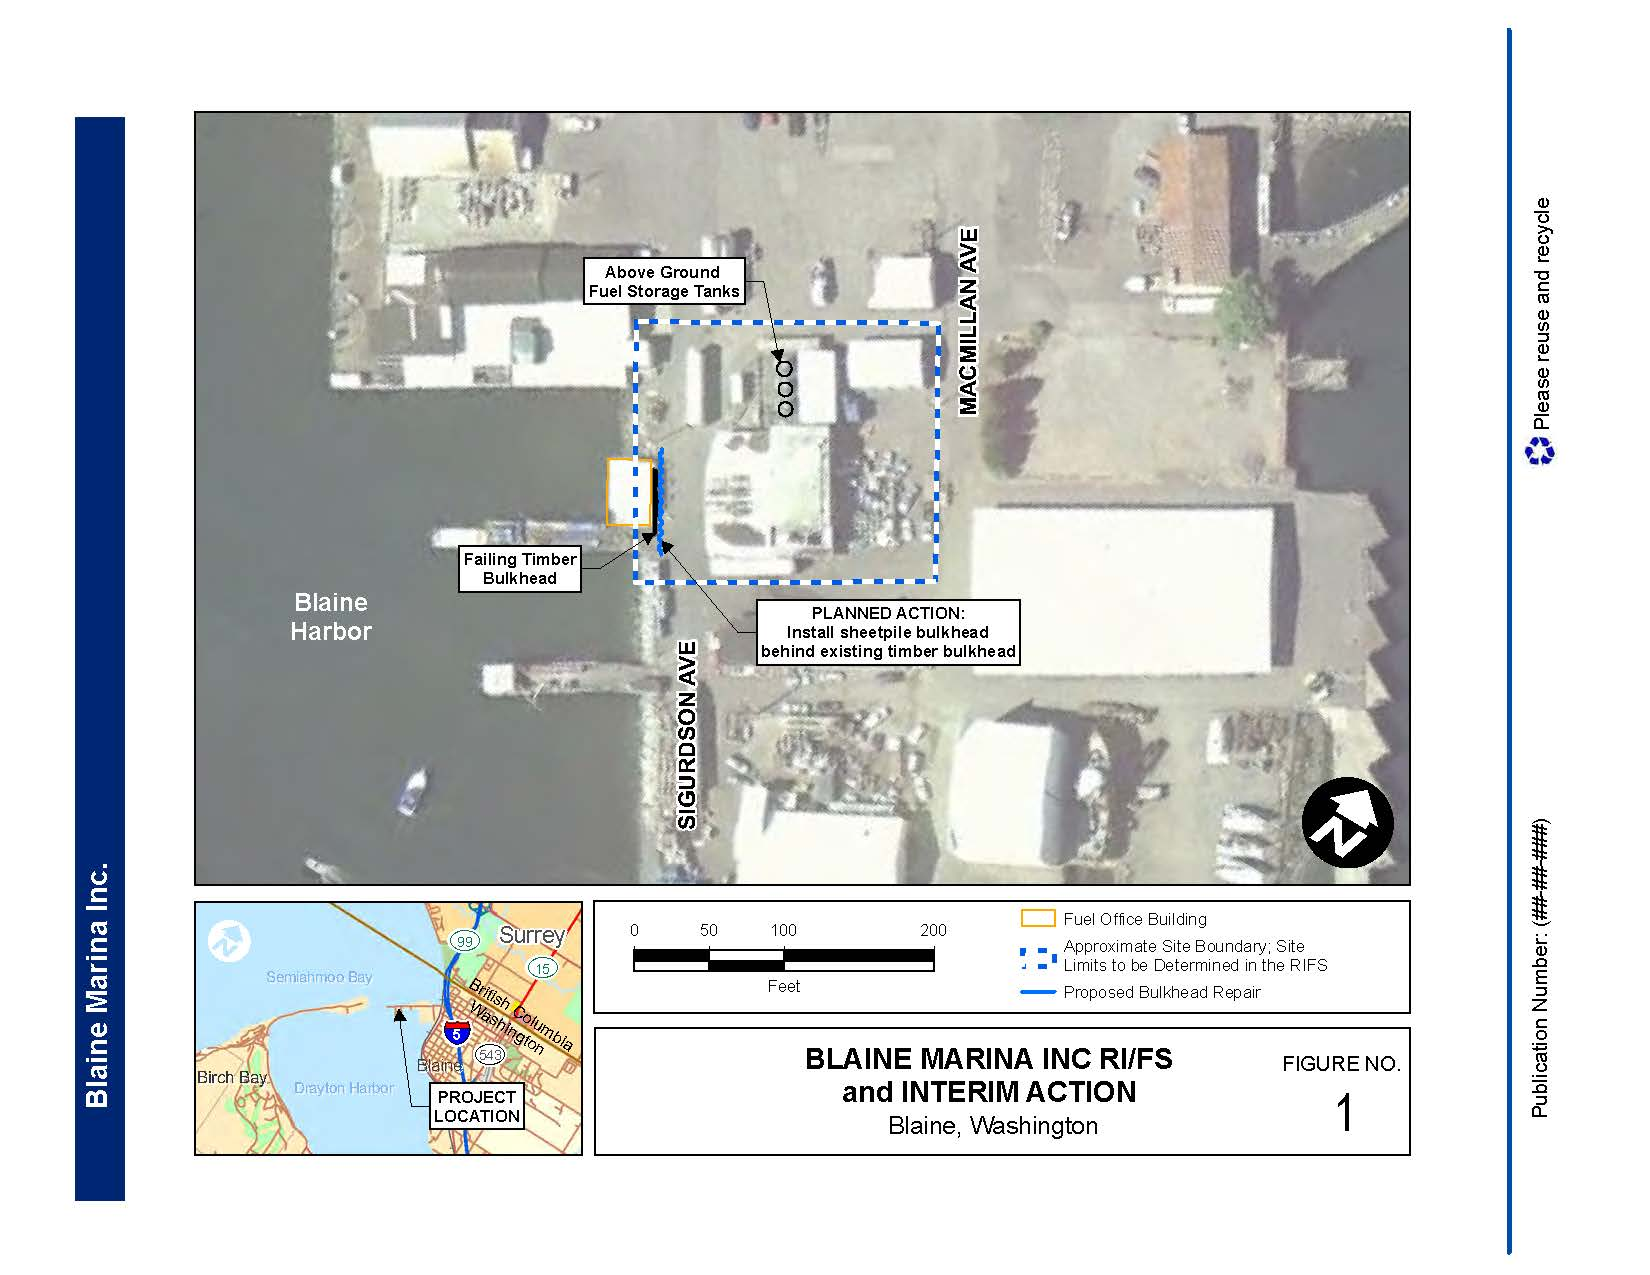 Blaine Marina Inc.
Above Ground
Fuel Storage Tanks
MACMILLAN AVE
Failing Timber
Bulkhead
Blaine
Harbor
PLANNED ACTION:
Install sheetpile bulkhead
behind existing timber bulkhead
SIGURDSON AVE
N
N
99
Surrey
15
Semiahmoo Bay
British Columbia
Washington
5
543
Blaine
Birch Bay
Drayton Harbor
PROJECT
LOCATION
0 50 100 200
Feet
Fuel Office Building
Approximate Site Boundary; Site
Limits to be Determined in the RIFS
Proposed Bulkhead Repair
BLAINE MARINA INC RI/FS
and INTERIM ACTION
Blaine, Washington
FIGURE NO.
1
Please reuse and recycle
Publication Number: (##-##-###)